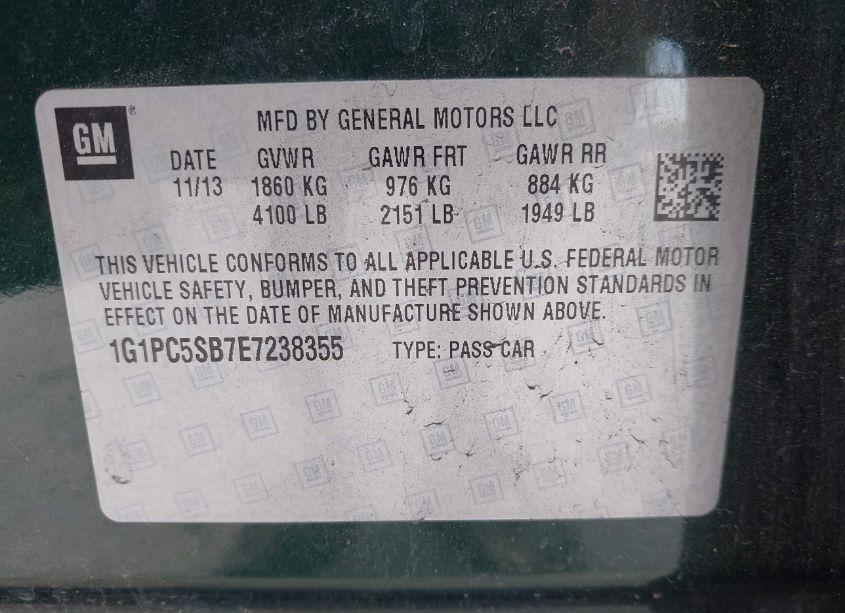 GM
MFD BY GENERAL MOTORS LLC
DATE GVWR GAWR FRT GAWR RR
11/13 1860 KG 976 KG 884 KG
4100 LB 2151 LB 1949 LB
THIS VEHICLE CONFORMS TO ALL APPLICABLE U.S. FEDERAL MOTOR
VEHICLE SAFETY, BUMPER, AND THEFT PREVENTION STANDARDS IN
EFFECT ON THE DATE OF MANUFACTURE SHOWN ABOVE.
1G1PC5SB7E7238355 TYPE: PASS CAR